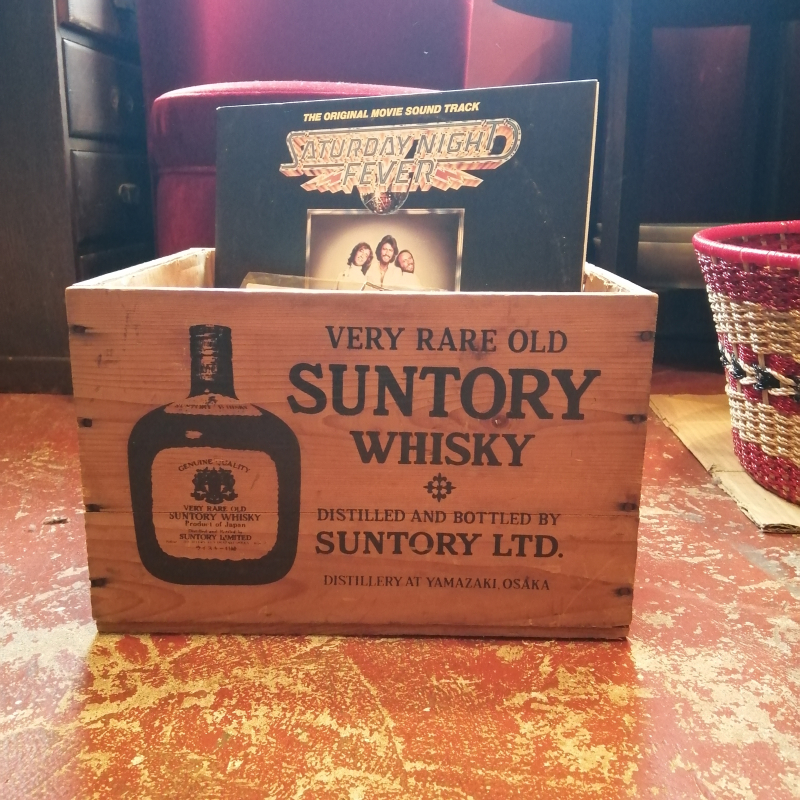 THE ORIGINAL MOVIE SOUND TRACK
SATURDAY NIGHT
FEVER
VERY RARE OLD
SUNTORY
WHISKY
DISTILLED AND BOTTLED BY
SUNTORY LTD.
DISTILLERY AT YAMAZAKI, OSAKA
GENUINE QUALITY
VERY RARE OLD
SUNTORY WHISKY
Product of Japan
SUNTORY LIMITED